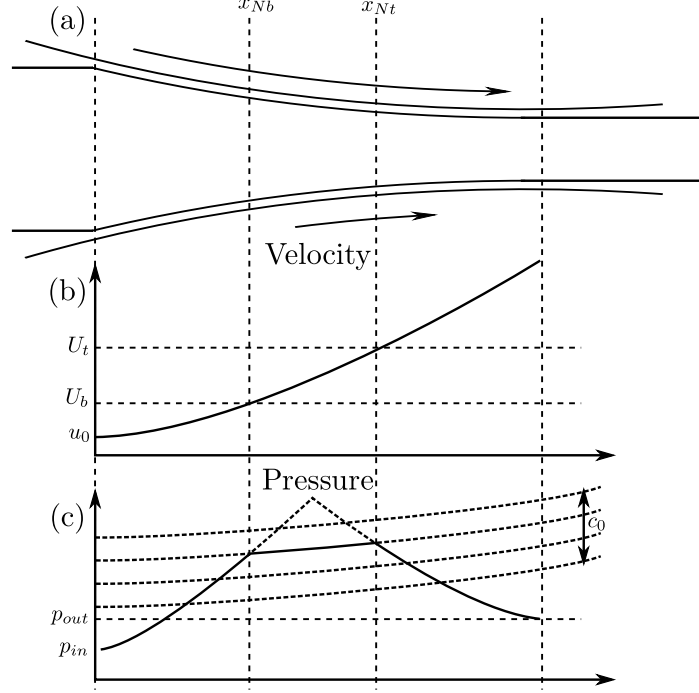 x_{Nb} x_{Nt}
(a)
Velocity
(b)
U_t
U_b
u_0
Pressure
(c)
c_0
p_{out}
p_{in}